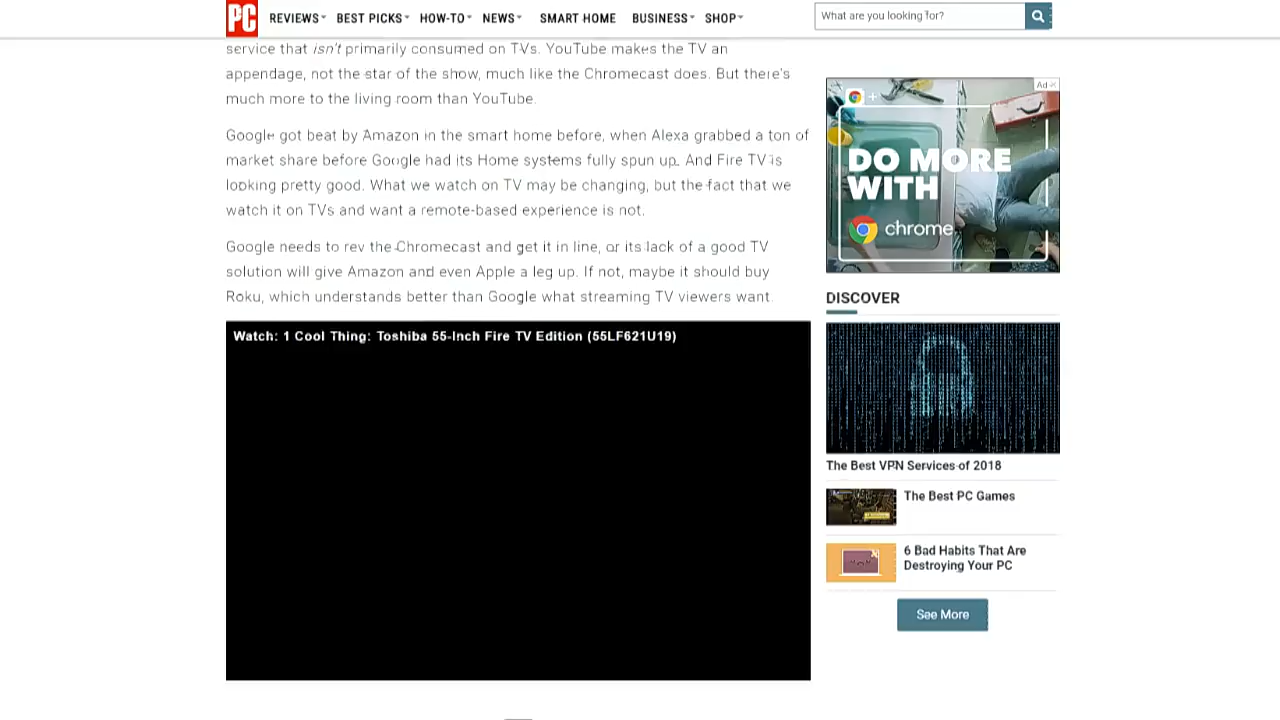 PC
REVIEWS BEST PICKS HOW-TO NEWS SMART HOME BUSINESS SHOP
What are you looking for?
service that isn't primarily consumed on TVs. YouTube makes the TV an
appendage, not the star of the show, much like the Chromecast does. But there's
much more to the living room than YouTube.
Google got beat by Amazon in the smart home before, when Alexa grabbed a ton of
market share before Google had its Home systems fully spun up. And Fire TV is
looking pretty good. What we watch on TV may be changing, but the fact that we
watch it on TVs and want a remote-based experience is not.
Google needs to rev the Chromecast and get it in line, or its lack of a good TV
solution will give Amazon and even Apple a leg up. If not, maybe it should buy
Roku, which understands better than Google what streaming TV viewers want.
Watch: 1 Cool Thing: Toshiba 55-Inch Fire TV Edition (55LF621U19)
Ad
DO MORE
WITH
chrome
DISCOVER
The Best VPN Services of 2018
The Best PC Games
6 Bad Habits That Are
Destroying Your PC
See More